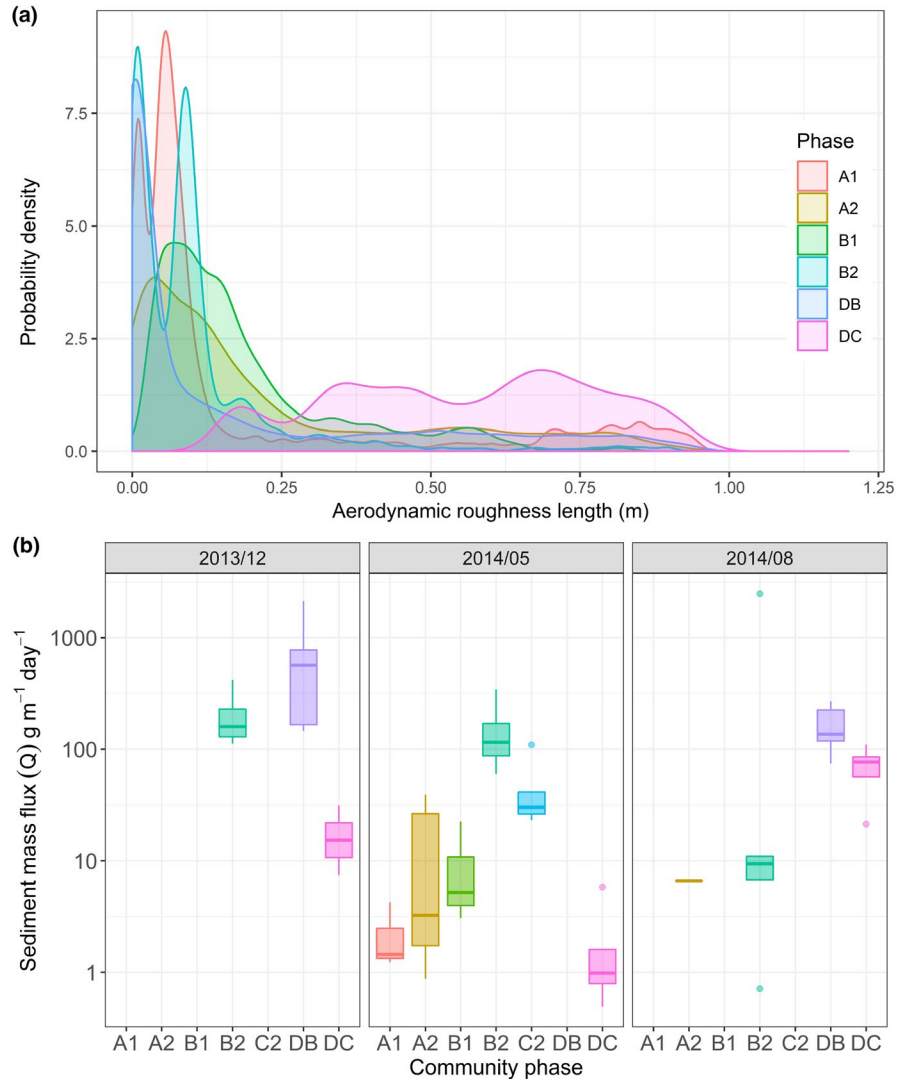 (a)
Probability density
7.5
5.0
2.5
0.0
0.00 0.25 0.50 0.75 1.00 1.25
Aerodynamic roughness length (m)
Phase
A1
A2
B1
B2
DB
DC
(b)
2013/12 2014/05 2014/08
Sediment mass flux (Q) g m⁻¹ day⁻¹
1000
100
10
1
A1 A2 B1 B2 C2 DB DC A1 A2 B1 B2 C2 DB DC A1 A2 B1 B2 C2 DB DC
Community phase